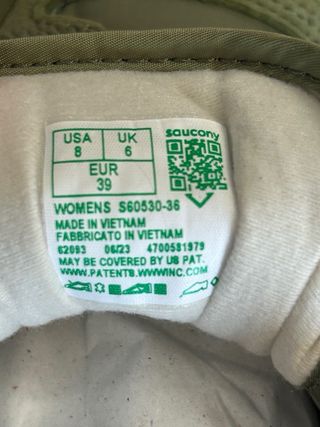 USA 8 UK 6
saucony
EUR 39
WOMENS S60530-36
MADE IN VIETNAM
FABBRICATO IN VIETNAM
62093 06/23 4700581979
MAY BE COVERED BY US PAT.
WWW.PATENTS.WWWINC.COM